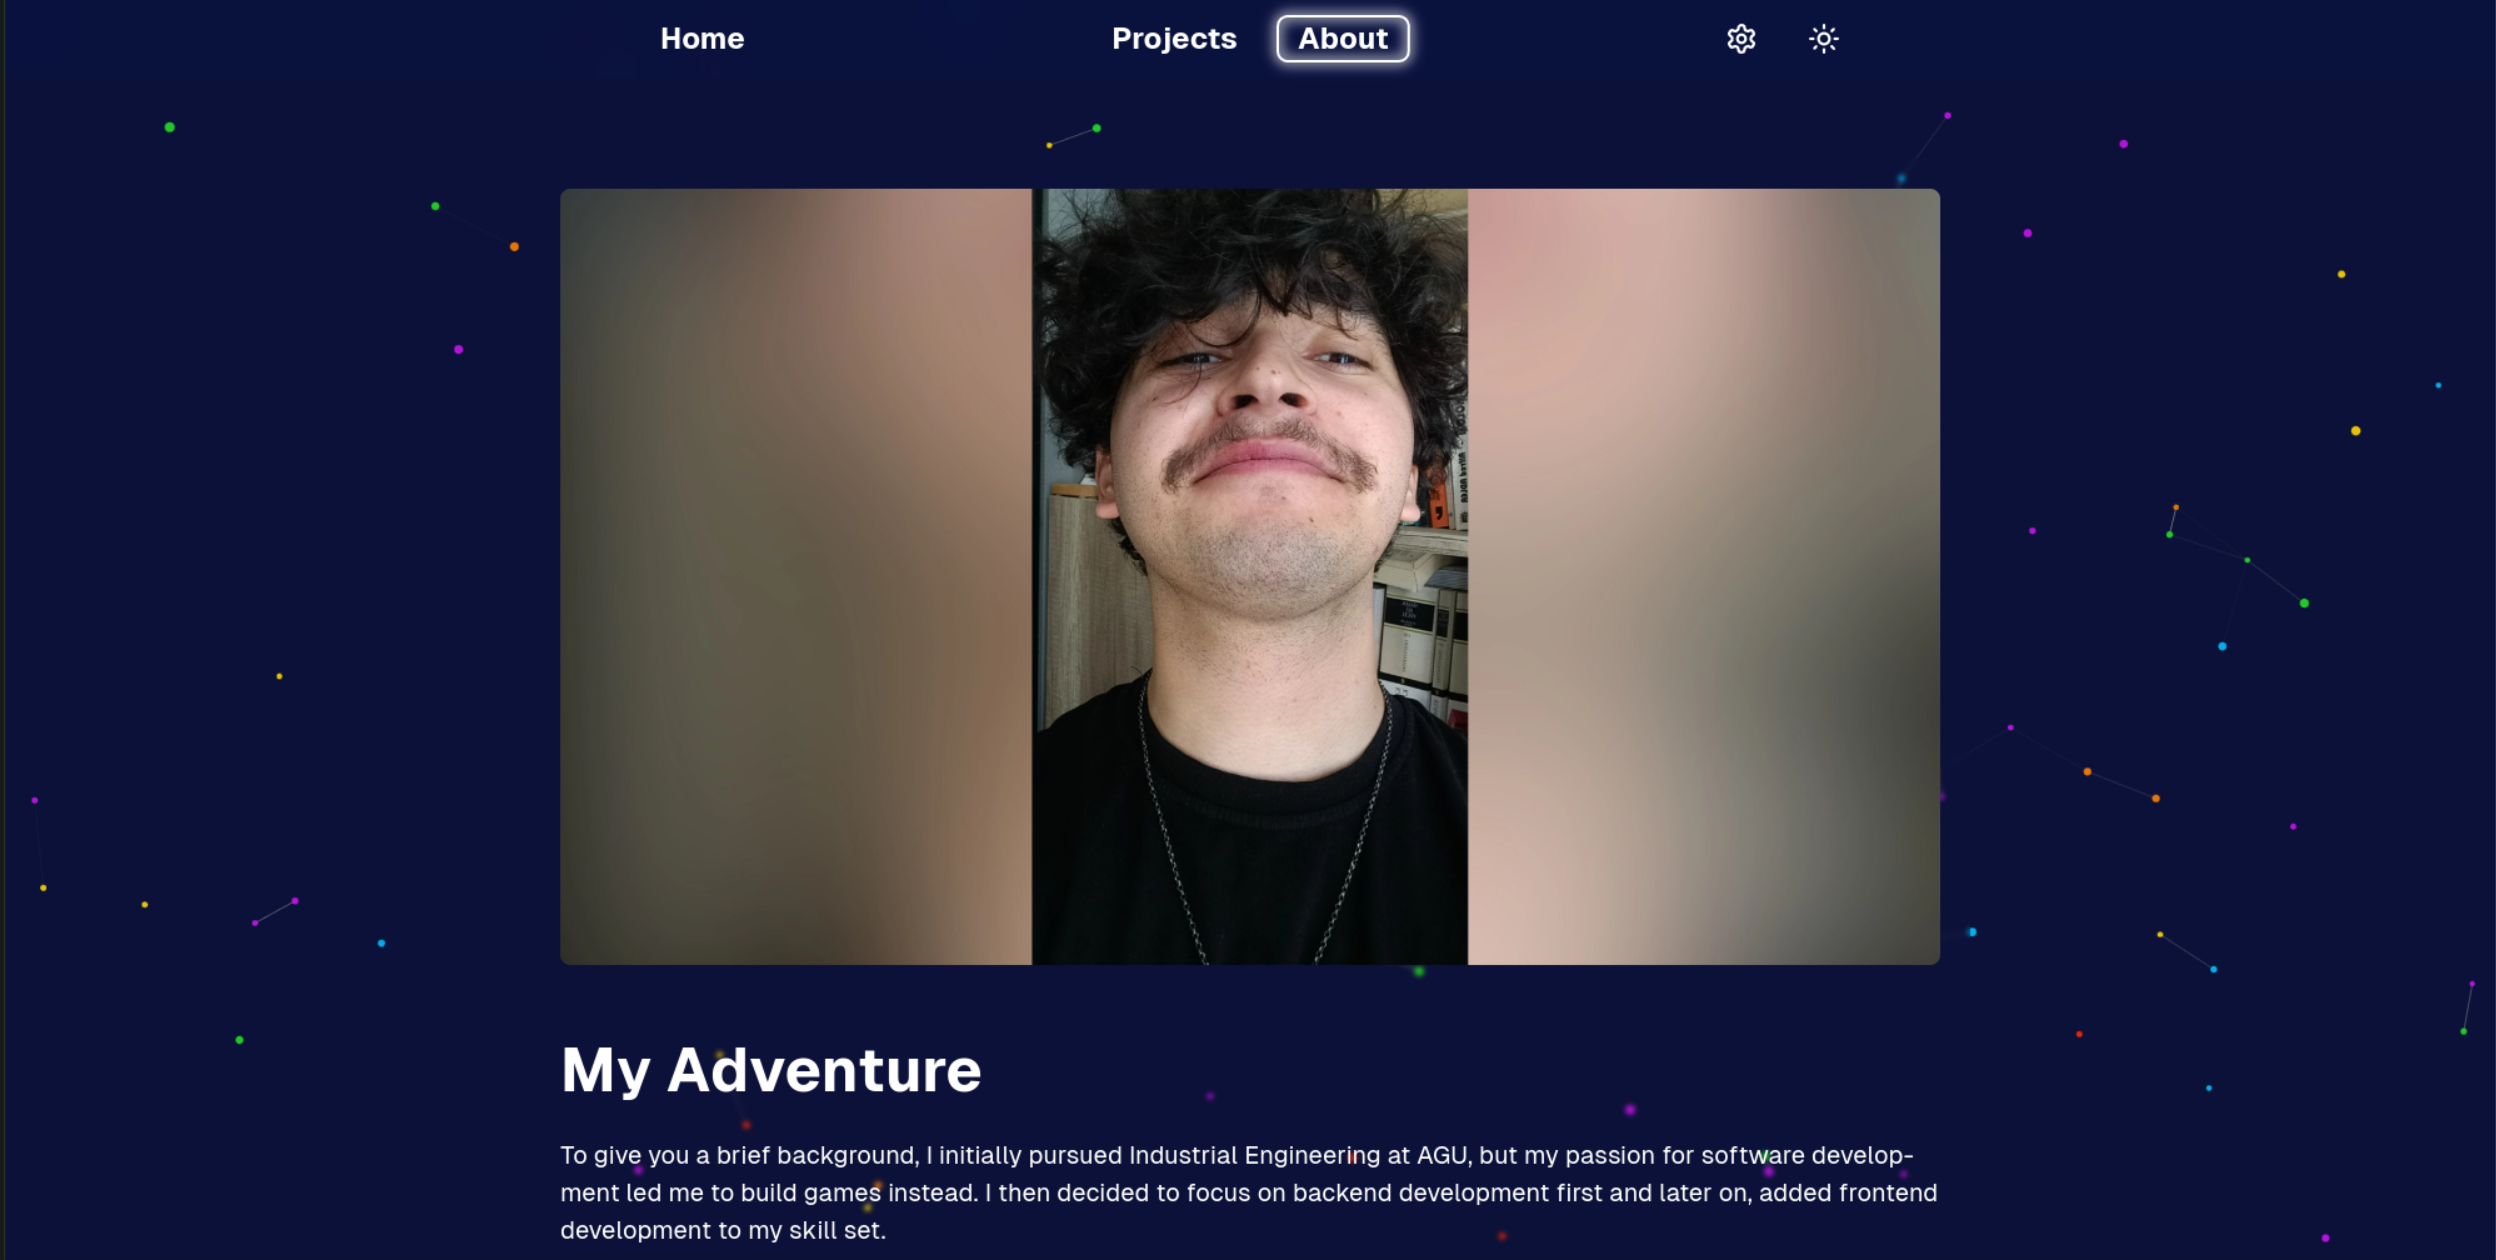 Home
Projects
About
My Adventure
To give you a brief background, I initially pursued Industrial Engineering at AGU, but my passion for software develop-
ment led me to build games instead. I then decided to focus on backend development first and later on, added frontend
development to my skill set.